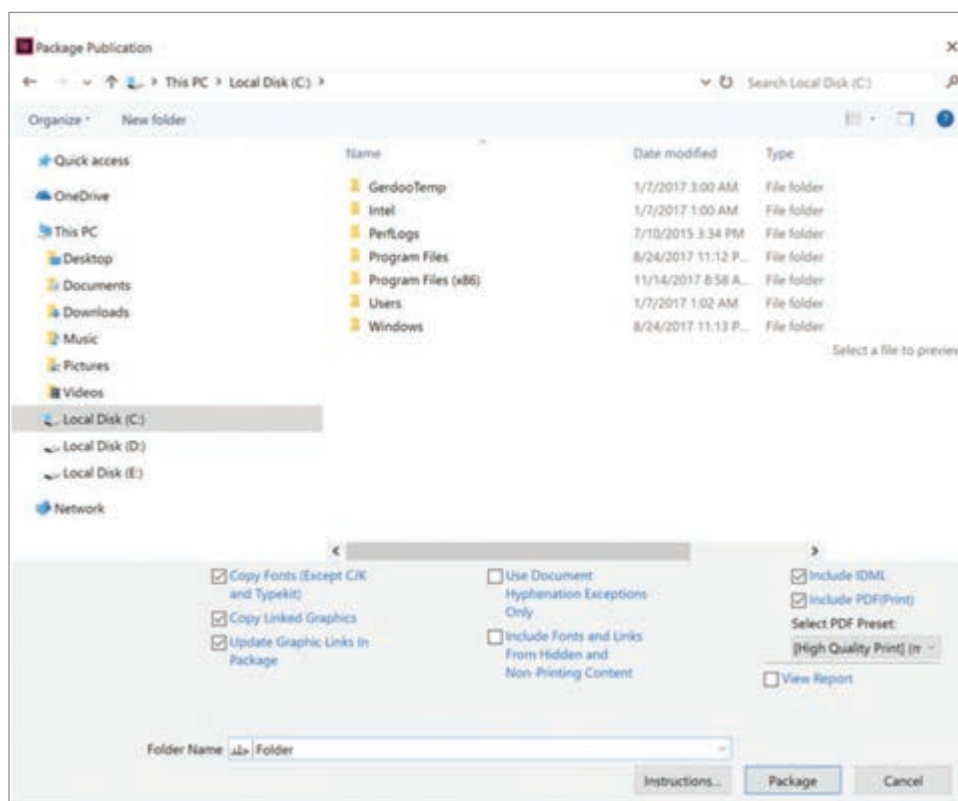 Package Publication
This PC > Local Disk (C:) >
Search Local Disk (C:)
Organize
New folder
Quick access
OneDrive
This PC
Desktop
Documents
Downloads
Music
Pictures
Videos
Local Disk (C:)
Local Disk (D:)
Local Disk (E:)
Network
Name Date modified Type
GerdooTemp 1/7/2017 3:00 AM File folder
Intel 1/7/2017 1:00 AM File folder
PerfLogs 7/10/2015 3:34 PM File folder
Program Files 8/24/2017 11:12 P... File folder
Program Files (x86) 11/14/2017 8:58 A... File folder
Users 1/7/2017 1:02 AM File folder
Windows 8/24/2017 11:13 P... File folder
Select a file to preview
Copy Fonts (Except CJK
and Typekit)
Copy Linked Graphics
Update Graphic Links In
Package
Use Document
Hyphenation Exceptions
Only
Include Fonts and Links
From Hidden and
Non-Printing Content
Include IDML
Include PDF(Print)
Select PDF Preset:
[High Quality Print] (m
View Report
Folder Name جلد Folder
Instructions... Package Cancel